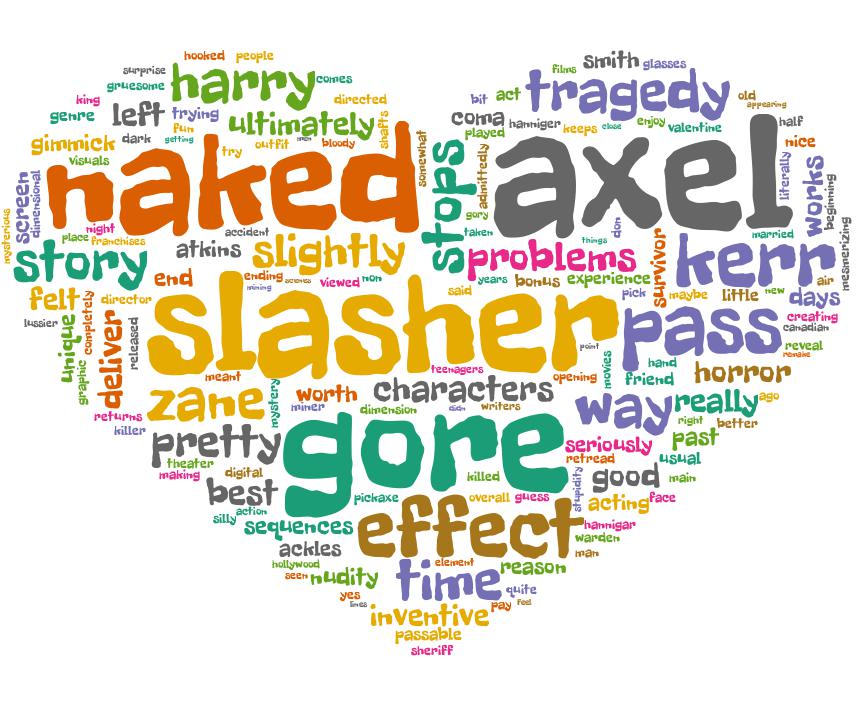 hooked people
surprise harry comes films smith glasses
gruesome king left trying directed bit act tragedy old appearing
genre dark fun getting ultimately shafts coma hanniger keeps close enjoy valentine half
gimmick try outfit bloody somewhat played nice
visuals naked stops admittedly axel literally works
screen dimensional gory beginning
mysterious night accident taken don married mesmerizing
place franchises atkins slightly problems things survivor kerr
story end ending viewed non years bonus experience air
felt director mining said pick maybe little new days
lussier unique completely released slasher pass creating canadian
graphic deliver point reveal
remake
meant teenagers opening movies hand friend horror
zane mystery worth characters
returns miner dimension didn writers way really ago
killer pretty gore right better
theater seriously past
making digital killed retread usual
best pickaxe overall guess stupidity good main
action acting face
silly sequences effect hannigar
ackles warden
hollywood element reason man
seen nudity time quite
yes
times inventive pay feel
passable
sheriff